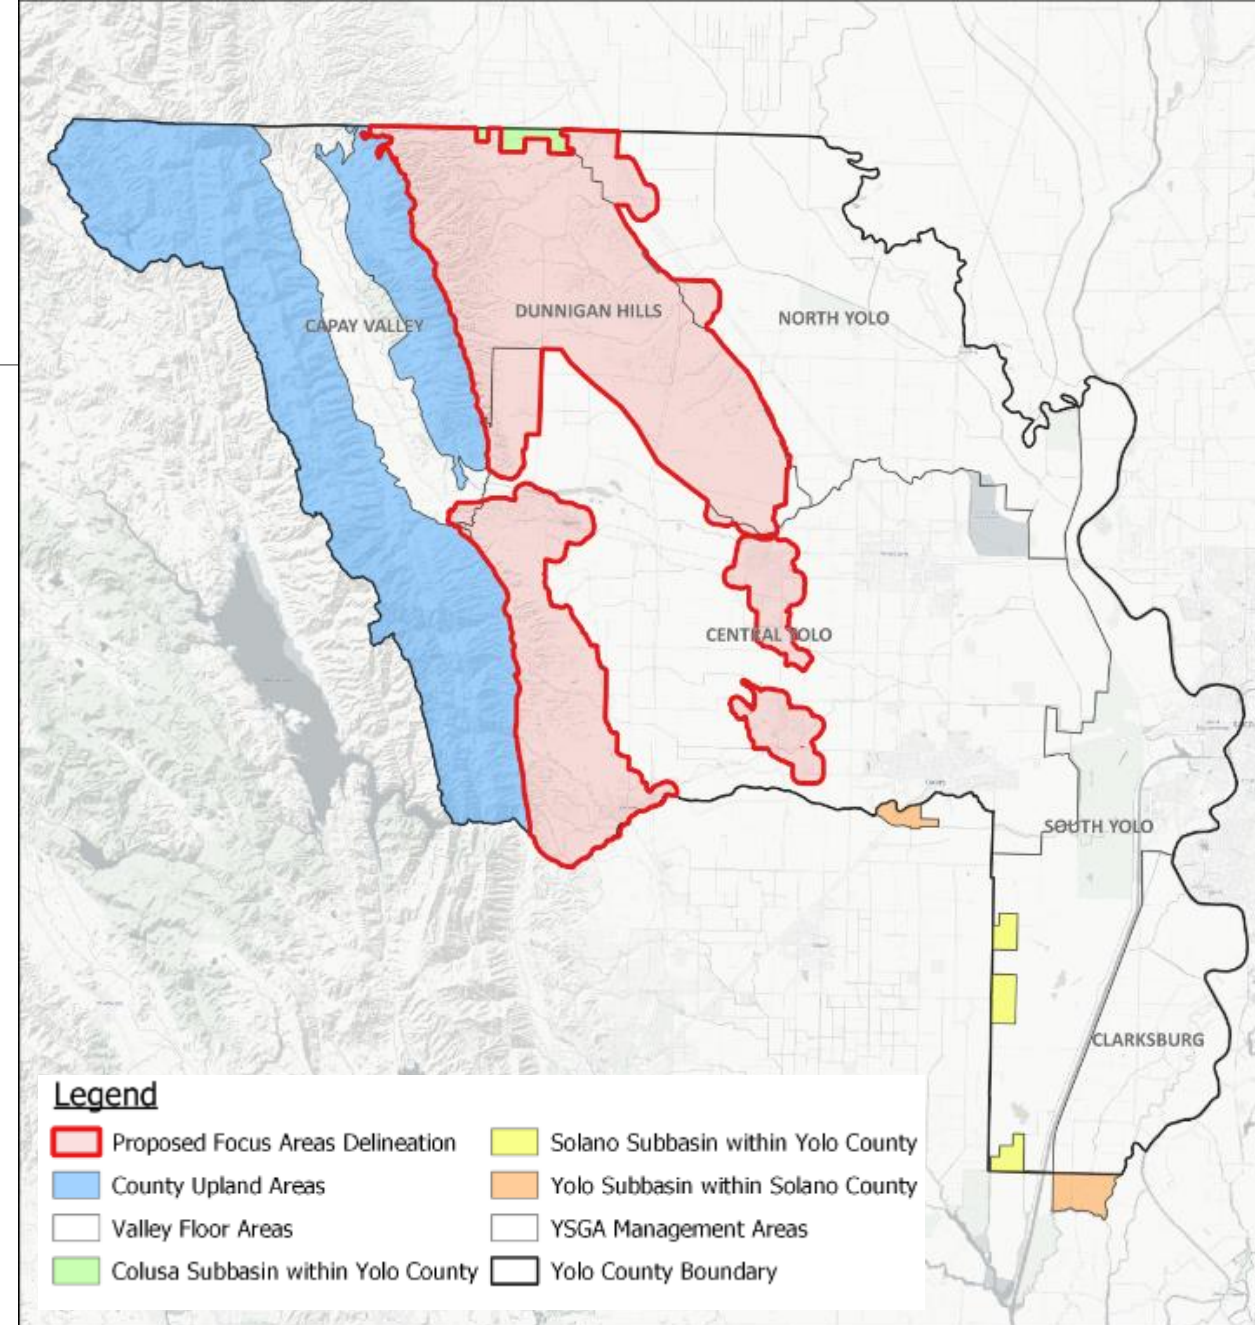 DUNNIGAN HILLS
NORTH YOLO
CAPAY VALLEY
CENTRAL YOLO
SOUTH YOLO
CLARKSBURG
Legend
Proposed Focus Areas Delineation
County Upland Areas
Valley Floor Areas
Colusa Subbasin within Yolo County
Solano Subbasin within Yolo County
Yolo Subbasin within Solano County
YSGA Management Areas
Yolo County Boundary